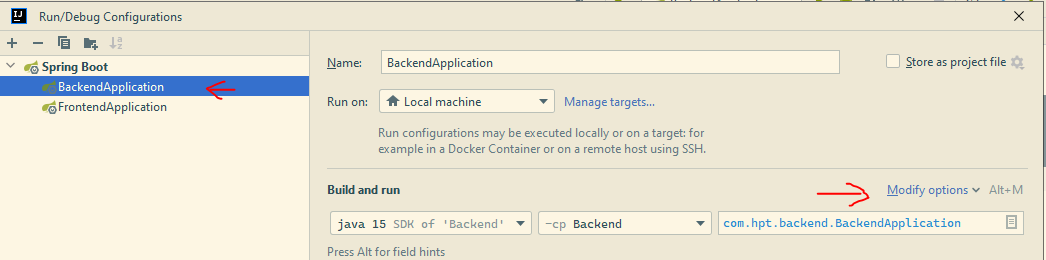 IJ Run/Debug Configurations
Spring Boot
BackendApplication
FrontendApplication
Name: BackendApplication Store as project file
Run on: Local machine Manage targets...
Run configurations may be executed locally or on a target: for
example in a Docker Container or on a remote host using SSH.
Build and run Modify options Alt+M
java 15 SDK of 'Backend' -cp Backend com.hpt.backend.BackendApplication
Press Alt for field hints